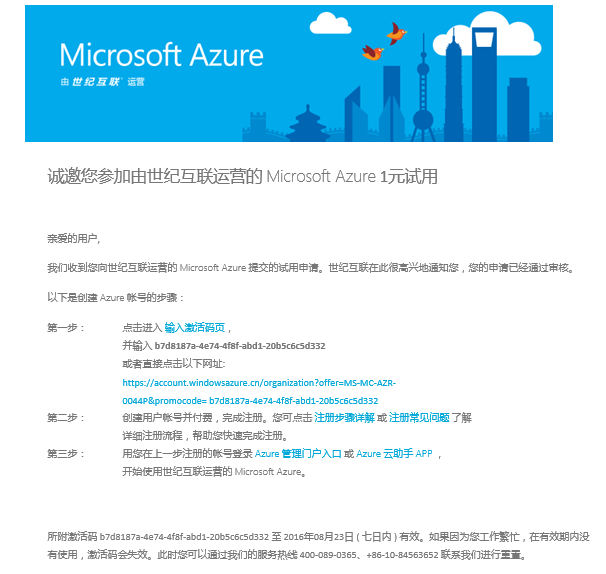 Microsoft Azure
由 世纪互联 运营
诚邀您参加由世纪互联运营的 Microsoft Azure 1元试用
亲爱的用户,
我们收到您向世纪互联运营的 Microsoft Azure 提交的试用申请。世纪互联在此很高兴地通知您，您的申请已经通过审核。
以下是创建 Azure 帐号的步骤：
第一步： 点击进入 输入激活码页，
并输入 b7d8187a-4e74-4f8f-abd1-20b5c6c5d332
或者直接点击以下网址:
https://account.windowsazure.cn/organization?offer=MS-MC-AZR-
0044P&promocode= b7d8187a-4e74-4f8f-abd1-20b5c6c5d332
第二步： 创建用户帐号并付费，完成注册。您可点击 注册步骤详解 或 注册常见问题 了解
详细注册流程，帮助您快速完成注册。
第三步： 用您在上一步注册的帐号登录 Azure 管理门户入口 或 Azure 云助手 APP ，
开始使用世纪互联运营的 Microsoft Azure。
所附激活码 b7d8187a-4e74-4f8f-abd1-20b5c6c5d332 至 2016年08月23日 ( 七日内 ) 有效。如果因为您工作繁忙，在有效期内没
有使用，激活码会失效。此时您可以通过我们的服务热线 400-089-0365、+86-10-84563652 联系我们进行重置。